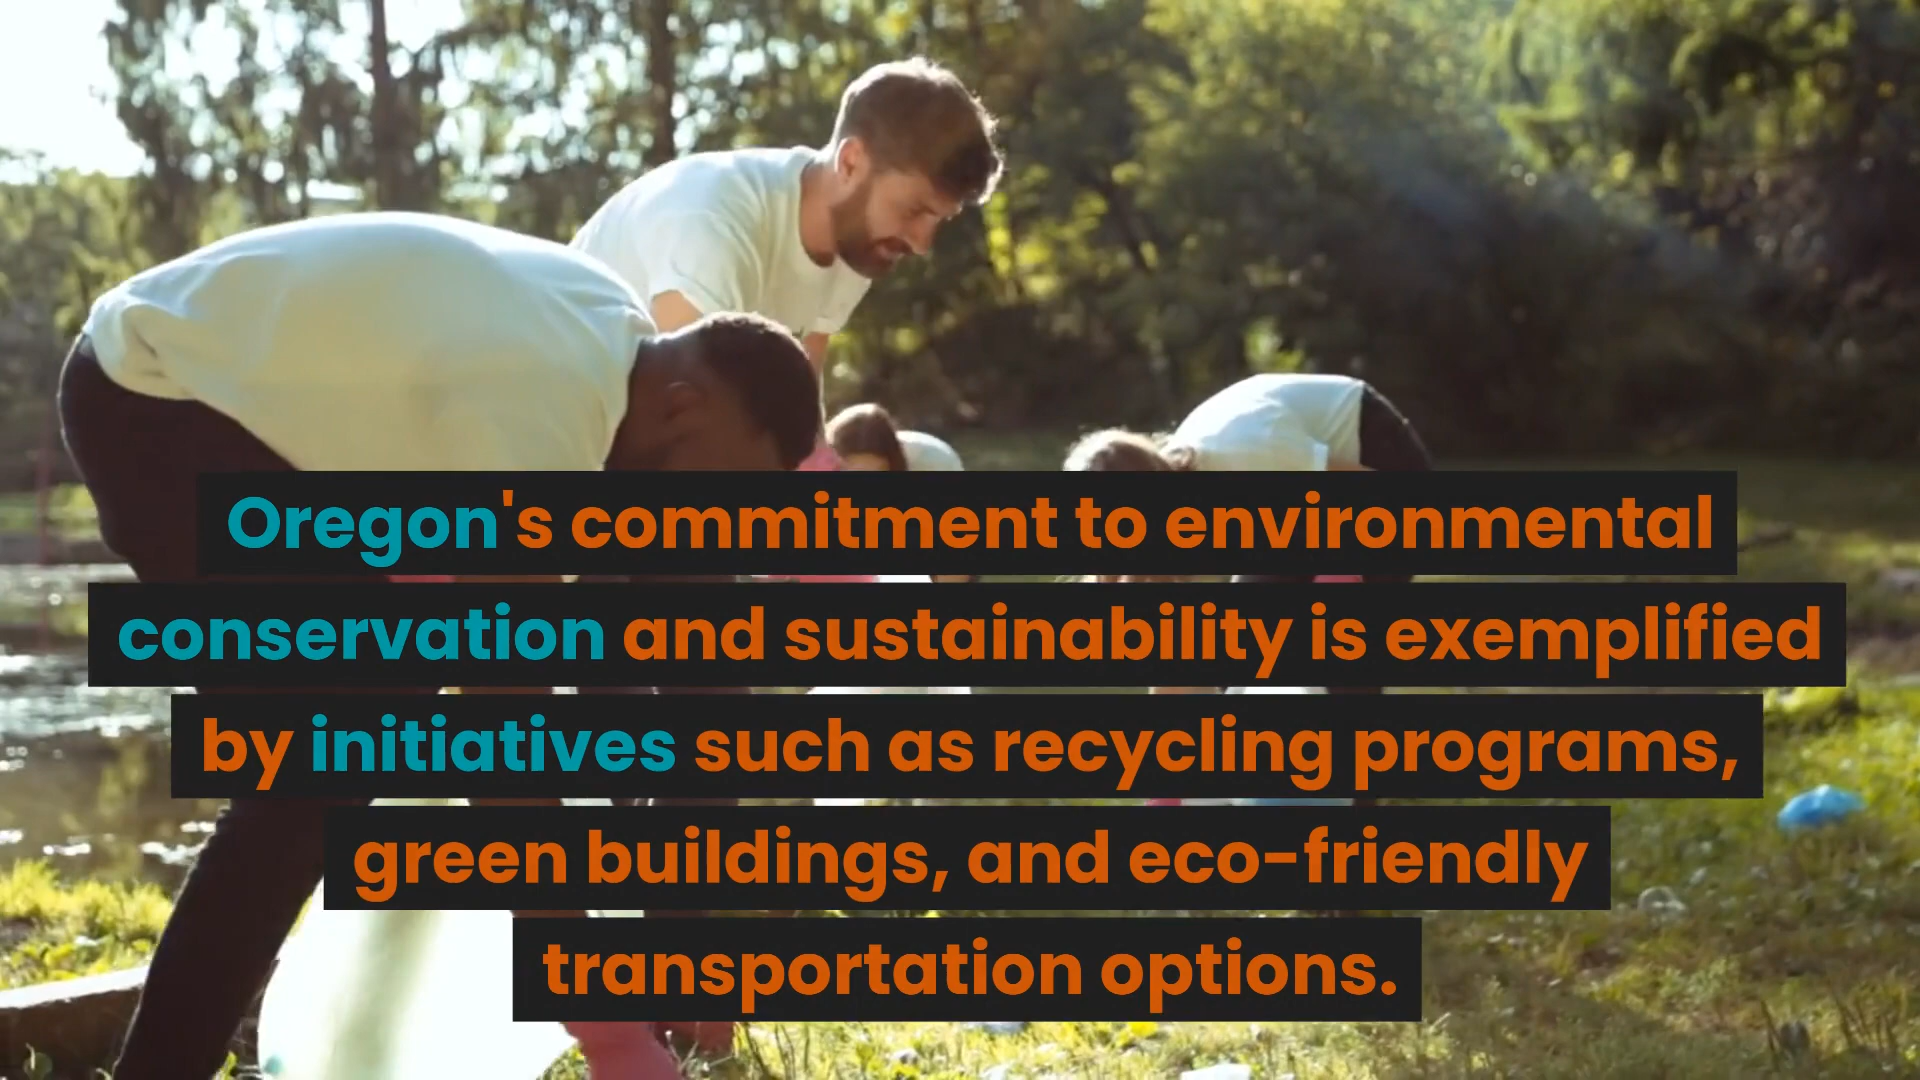 Oregon's commitment to environmental
conservation and sustainability is exemplified
by initiatives such as recycling programs,
green buildings, and eco-friendly
transportation options.